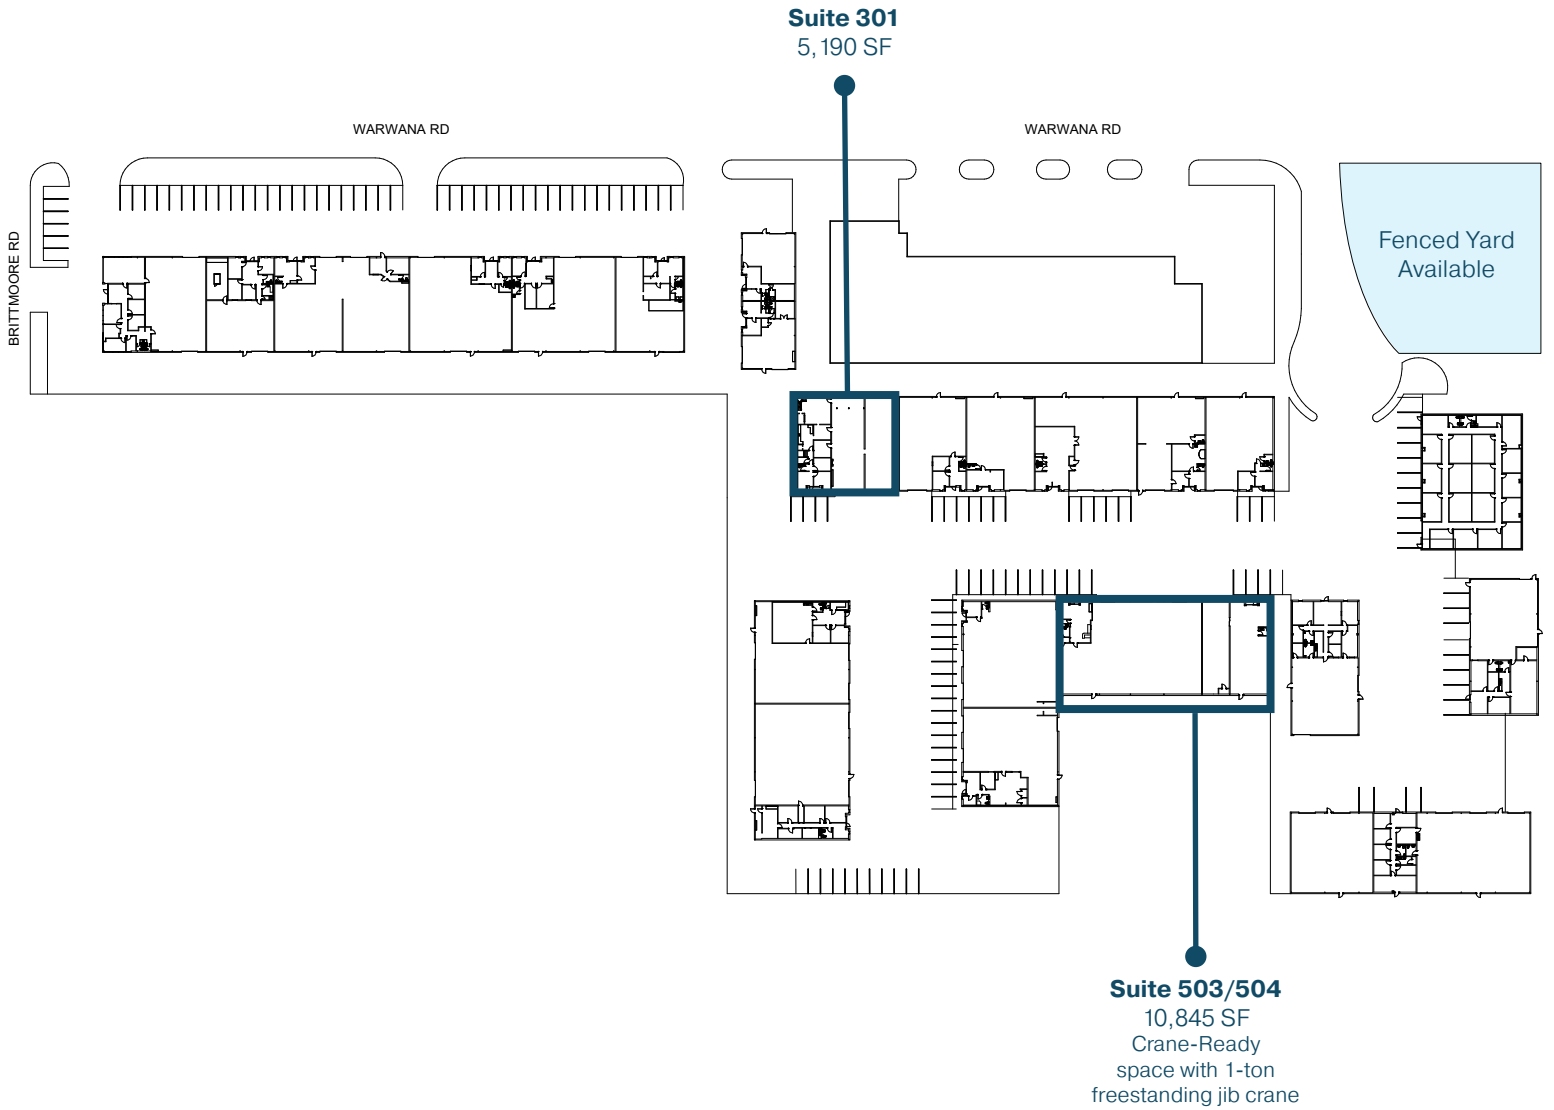 Suite 301
5,190 SF
WARWANA RD
WARWANA RD
BRITTMOORE RD
Fenced Yard
Available
Suite 503/504
10,845 SF
Crane-Ready
space with 1-ton
freestanding jib crane